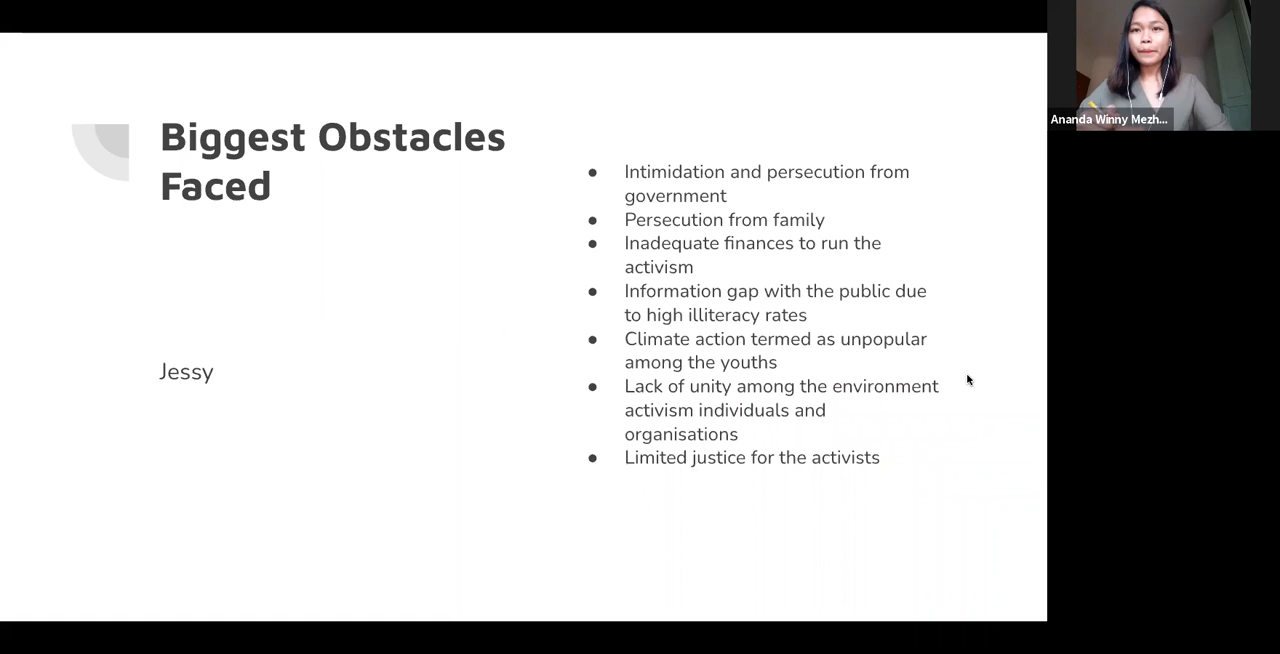 Biggest Obstacles
Faced
Jessy
● Intimidation and persecution from
government
● Persecution from family
● Inadequate finances to run the
activism
● Information gap with the public due
to high illiteracy rates
● Climate action termed as unpopular
among the youths
● Lack of unity among the environment
activism individuals and
organisations
● Limited justice for the activists
Ananda Winny Mezh...